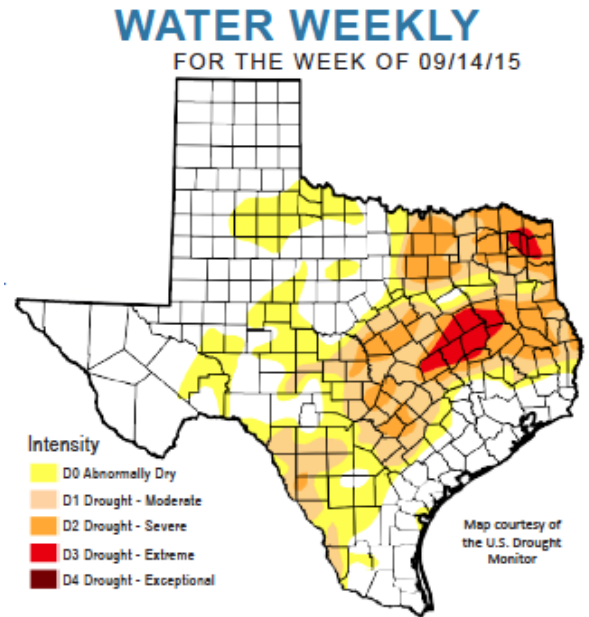 WATER WEEKLY
FOR THE WEEK OF 09/14/15
Intensity
D0 Abnormally Dry
D1 Drought - Moderate
D2 Drought - Severe
D3 Drought - Extreme
D4 Drought - Exceptional
Map courtesy of
the U.S. Drought
Monitor